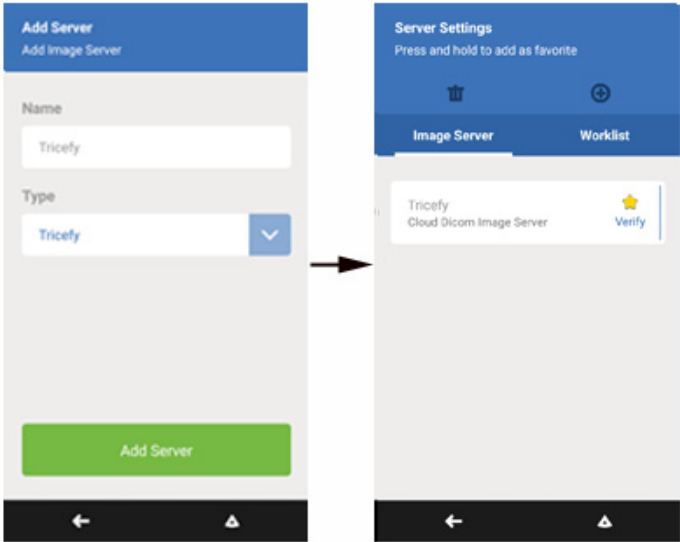 Add Server
Add Image Server
Name
Tricefy
Type
Tricefy
Add Server
Server Settings
Press and hold to add as favorite
Image Server Worklist
Tricefy
Cloud Dicom Image Server Verify